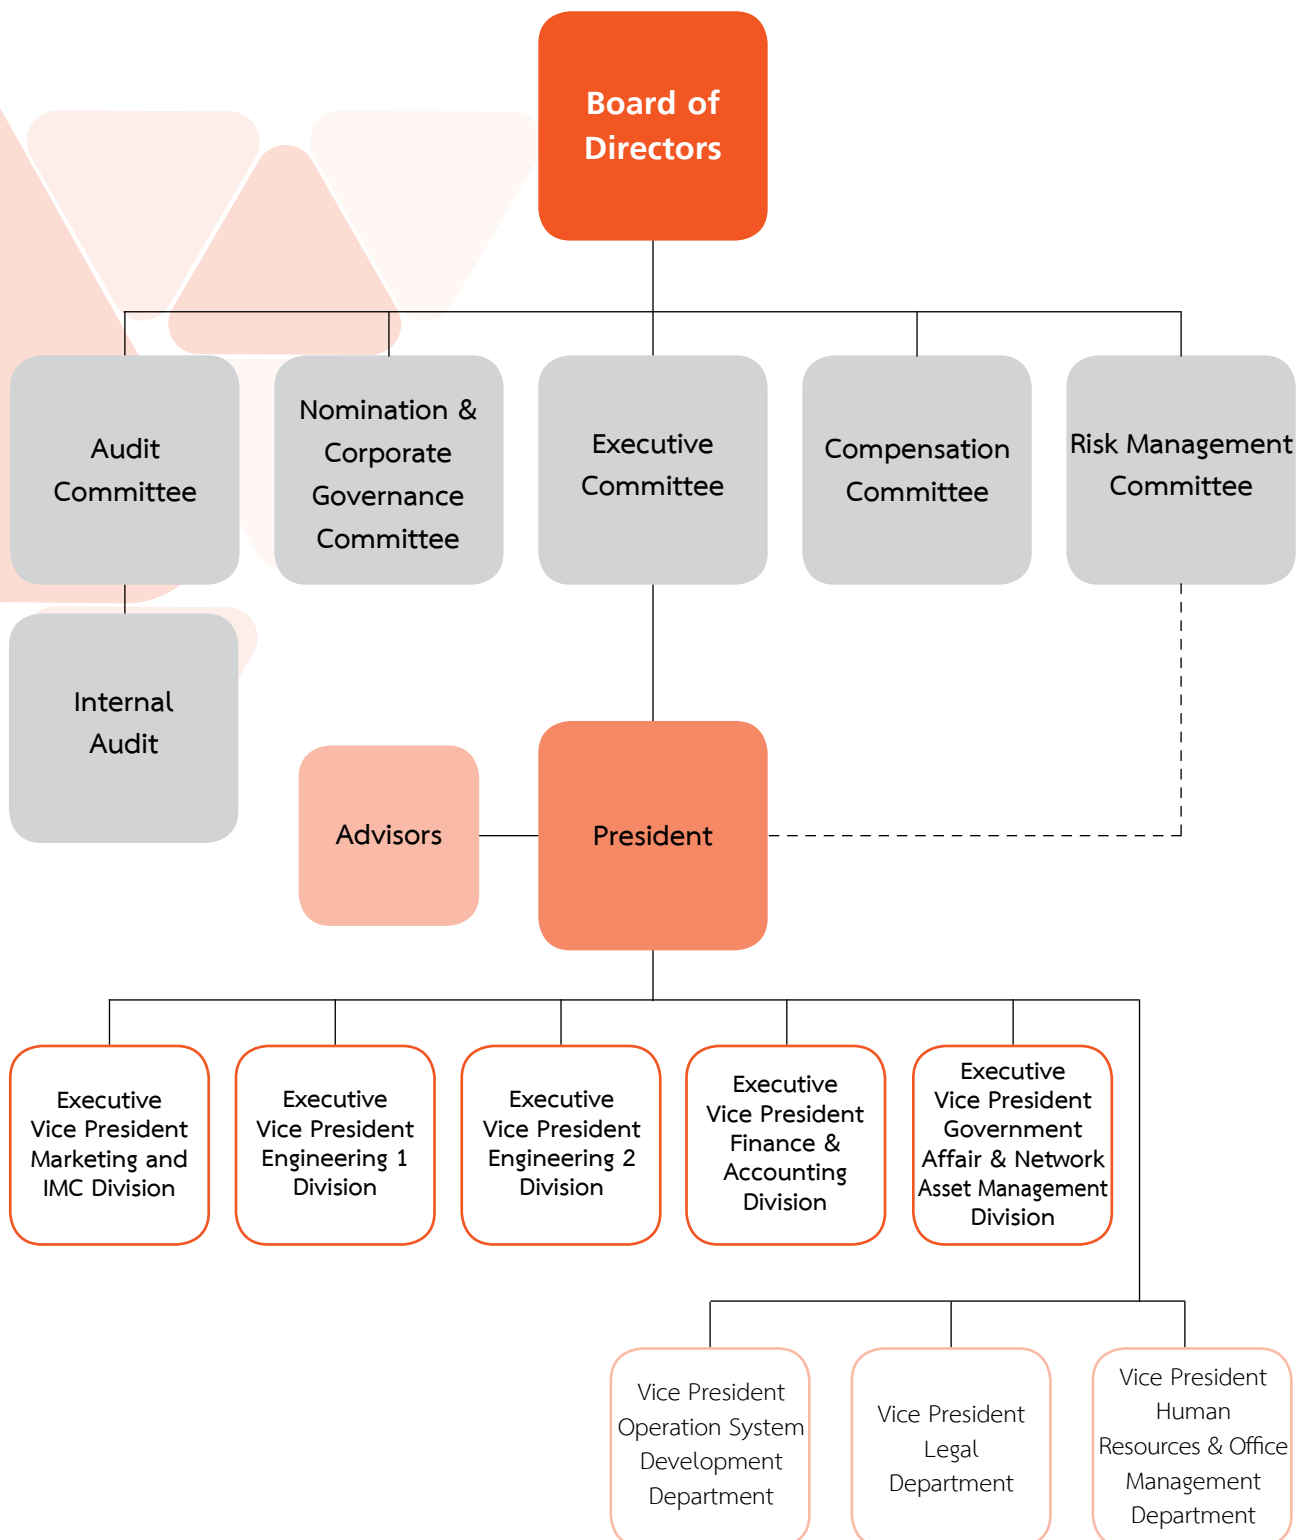 Board of
Directors
Audit
Committee
Nomination &
Corporate
Governance
Committee
Executive
Committee
Compensation
Committee
Risk Management
Committee
Internal
Audit
Advisors
President
Executive
Vice President
Marketing and
IMC Division
Executive
Vice President
Engineering 1
Division
Executive
Vice President
Engineering 2
Division
Executive
Vice President
Finance &
Accounting
Division
Executive
Vice President
Government
Affair & Network
Asset Management
Division
Vice President
Operation System
Development
Department
Vice President
Legal
Department
Vice President
Human
Resources & Office
Management
Department